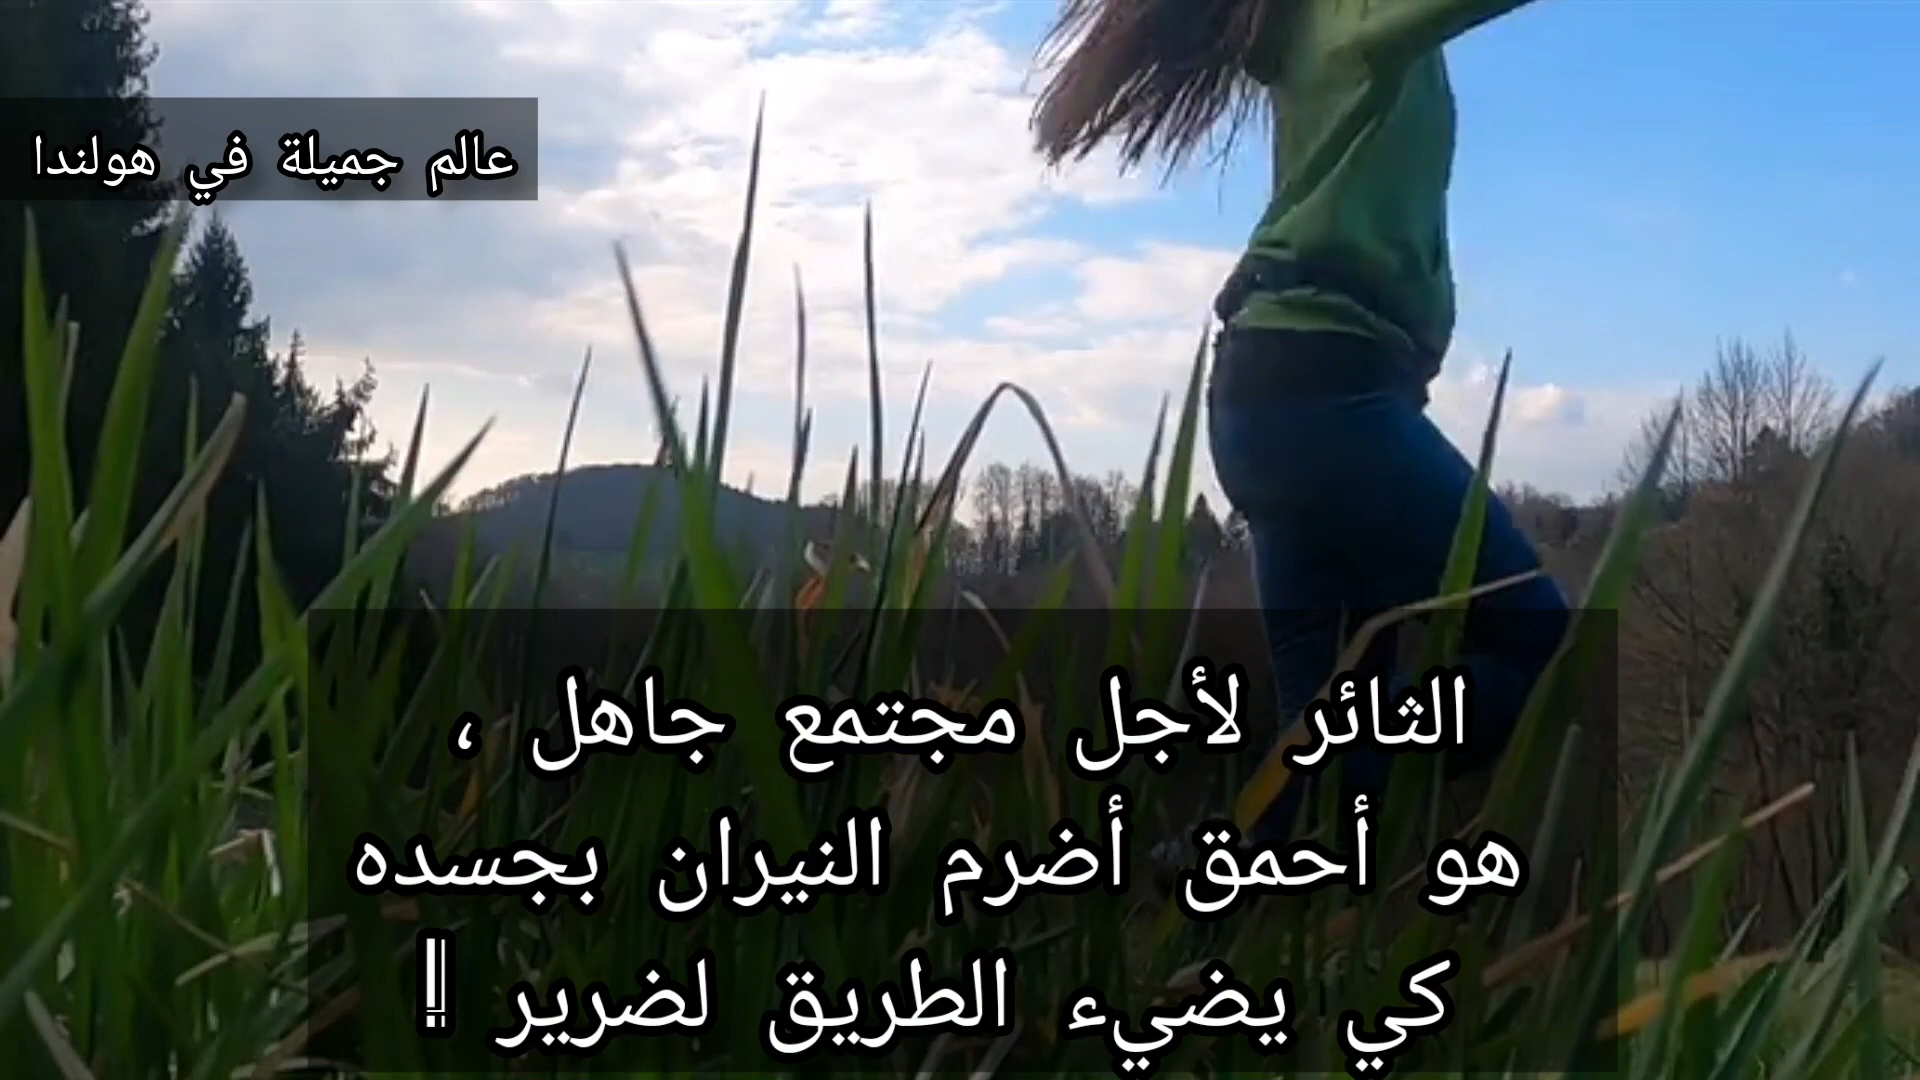 عالم جميلة في هولندا
الثائر لأجل مجتمع جاهل ،
هو أحمق أضرم النيران بجسده
كي يضيء الطريق لضرير !!